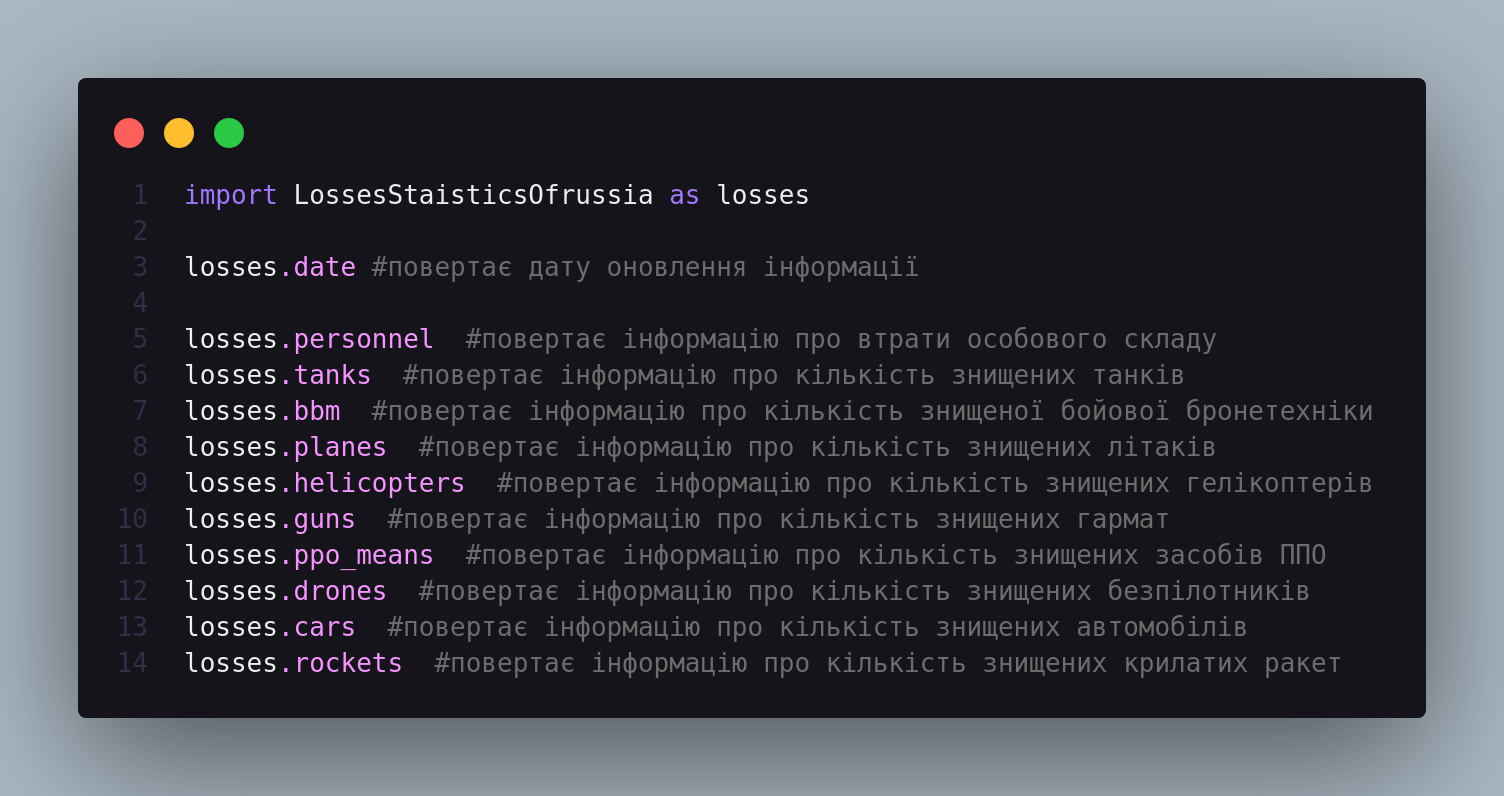 1 import LossesStaisticsOfrussia as losses
2
3 losses.date #повертає дату оновлення інформації
4
5 losses.personnel  #повертає інформацію про втрати особового складу
6 losses.tanks  #повертає інформацію про кількість знищених танків
7 losses.bbm  #повертає інформацію про кількість знищеної бойової бронетехніки
8 losses.planes  #повертає інформацію про кількість знищених літаків
9 losses.helicopters  #повертає інформацію про кількість знищених гелікоптерів
10 losses.guns  #повертає інформацію про кількість знищених гармат
11 losses.ppo_means  #повертає інформацію про кількість знищених засобів ППО
12 losses.drones  #повертає інформацію про кількість знищених безпілотників
13 losses.cars  #повертає інформацію про кількість знищених автомобілів
14 losses.rockets  #повертає інформацію про кількість знищених крилатих ракет